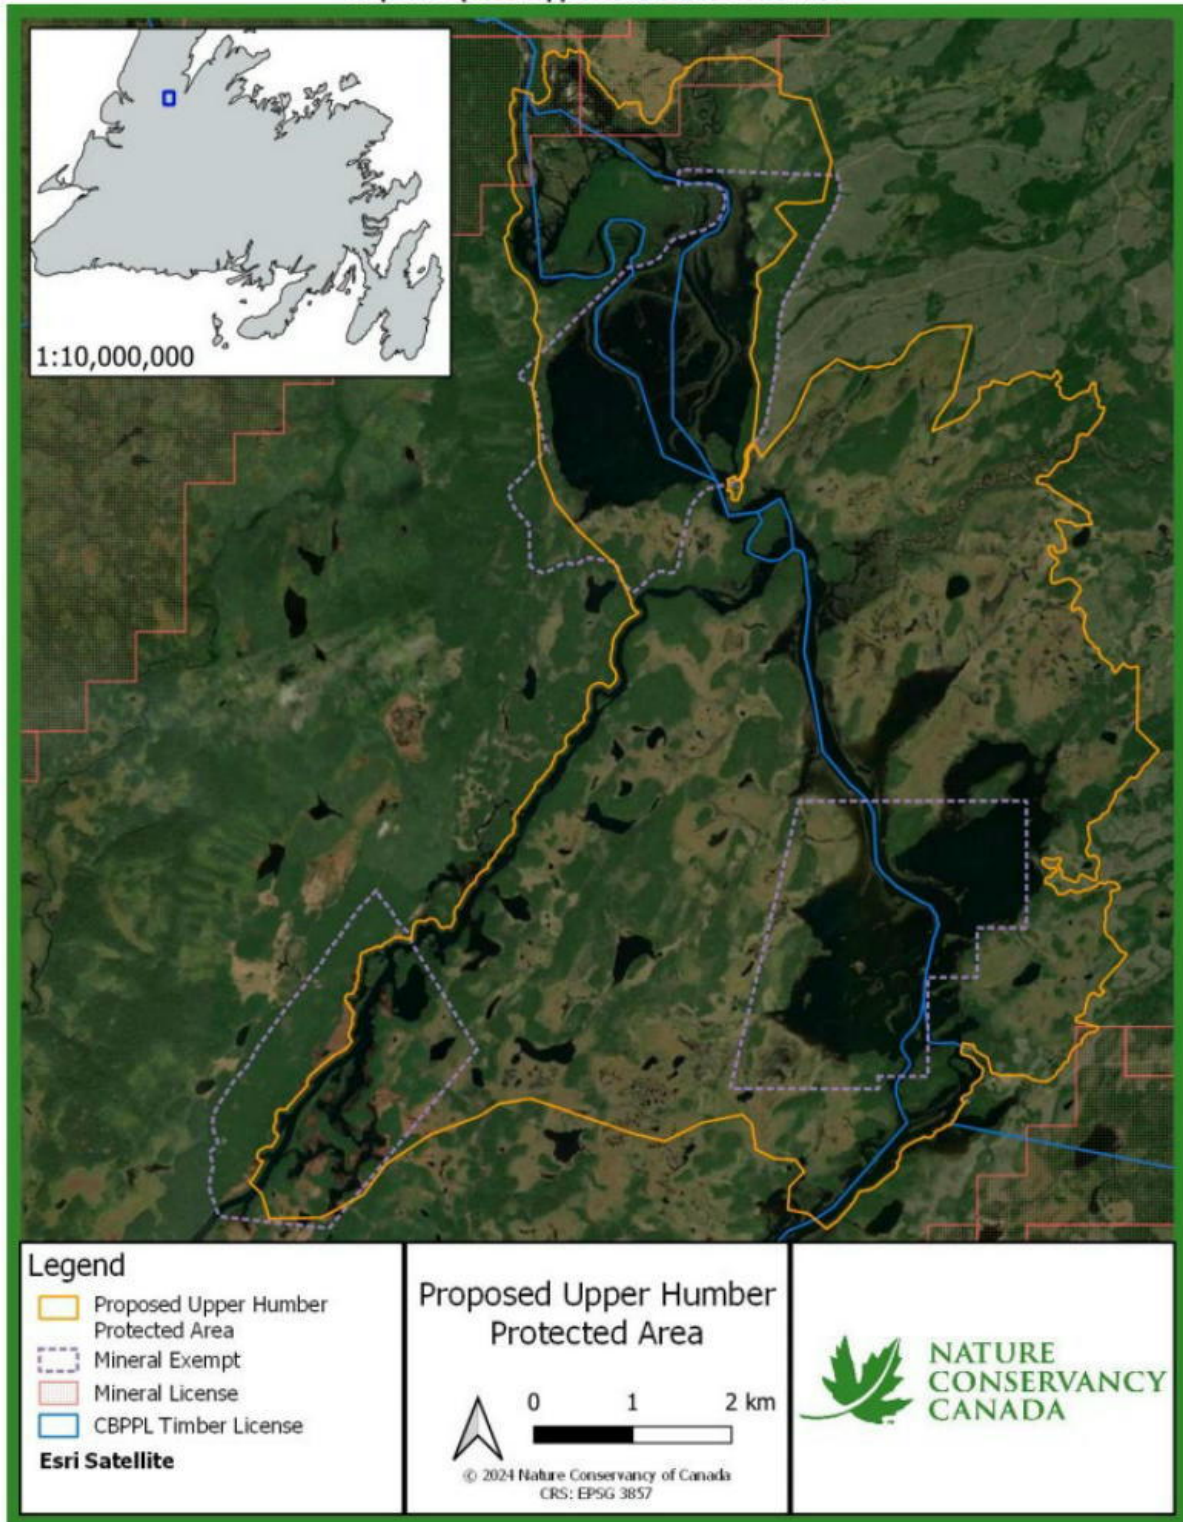 1:10,000,000
Legend
Proposed Upper Humber
Protected Area
Mineral Exempt
Mineral License
CBPPL Timber License
Esri Satellite
Proposed Upper Humber
Protected Area
0 1 2 km
© 2024 Nature Conservancy of Canada
CRS: EPSG 3857
NATURE
CONSERVANCY
CANADA